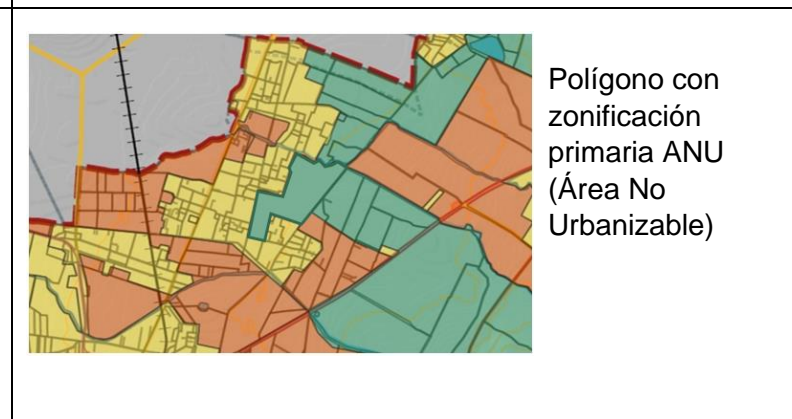 Polígono con
zonificación
primaria ANU
(Área No
Urbanizable)